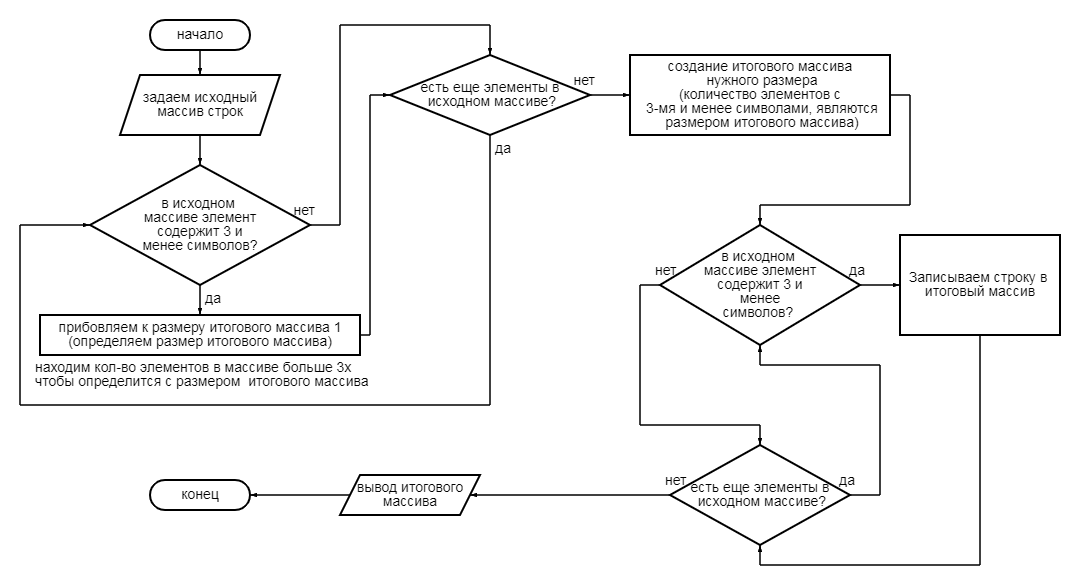 начало
задаем исходный
массив строк
в исходном
массиве элемент
содержит 3 и
менее символов?
нет
да
прибовляем к размеру итогового массива 1
(определяем размер итогового массива)
находим кол-во элементов в массиве больше 3х
чтобы определится с размером итогового массива
есть еще элементы в
исходном массиве?
нет
да
создание итогового массива
нужного размера
(количество элементов с
3-мя и менее символами, являются
размером итогового массива)
в исходном
массиве элемент
содержит 3 и
менее
символов?
нет
да
Записываем строку в
итоговый массив
есть еще элементы в
исходном массиве?
нет
да
вывод итогового
массива
конец